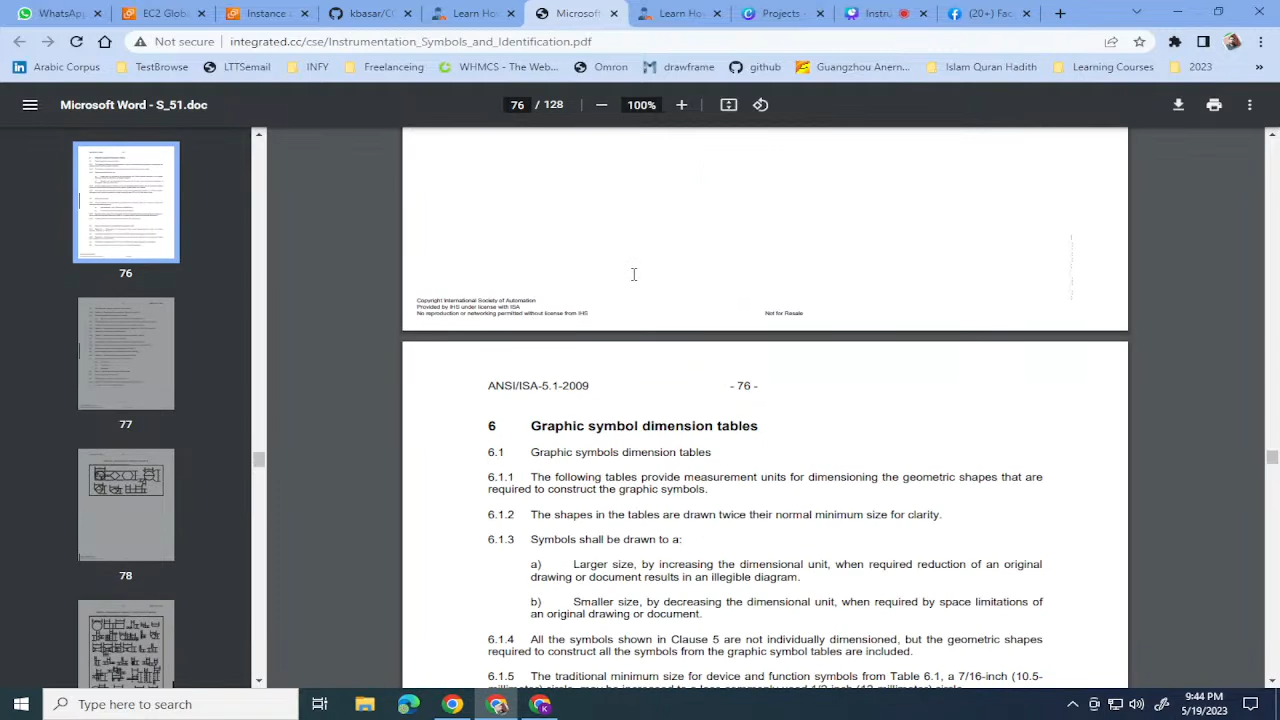 WhatsAp
EC2 Glob
Instance
kbasar/C
Learn Ho
Microsof
Learn Ho
Projects -
Instru
(20+) Fac
Not secure
integrated.cc/cse/Instrumentation_Symbols_and_Identification.pdf
Arabic Corpus
TestBrowse
LTTSemail
INFY
Freelanceing
WHMCS - The Web...
Omron
drawframe
github
Guangzhou Anern...
Islam Quran Hadith
Learning Courses
2023
»
Microsoft Word - S_51.doc
76 / 128
100%
76
77
78
Copyright International Society of Automation
Provided by IHS under license with ISA
No reproduction or networking permitted without license from IHS
Not for Resale
ANSI/ISA-5.1-2009
- 76 -
6 Graphic symbol dimension tables
6.1 Graphic symbols dimension tables
6.1.1 The following tables provide measurement units for dimensioning the geometric shapes that are
required to construct the graphic symbols.
6.1.2 The shapes in the tables are drawn twice their normal minimum size for clarity.
6.1.3 Symbols shall be drawn to a:
a) Larger size, by increasing the dimensional unit, when required reduction of an original
drawing or document results in an illegible diagram.
b) Smaller size, by decreasing the dimensional unit, when required by space limitations of
an original drawing or document.
6.1.4 All the symbols shown in Clause 5 are not individually dimensioned, but the geometric shapes
required to construct all the symbols from the graphic symbol tables are included.
6.1.5 The traditional minimum size for device and function symbols from Table 6.1, a 7/16-inch (10.5-
Type here to search
9:44 PM
5/19/2023